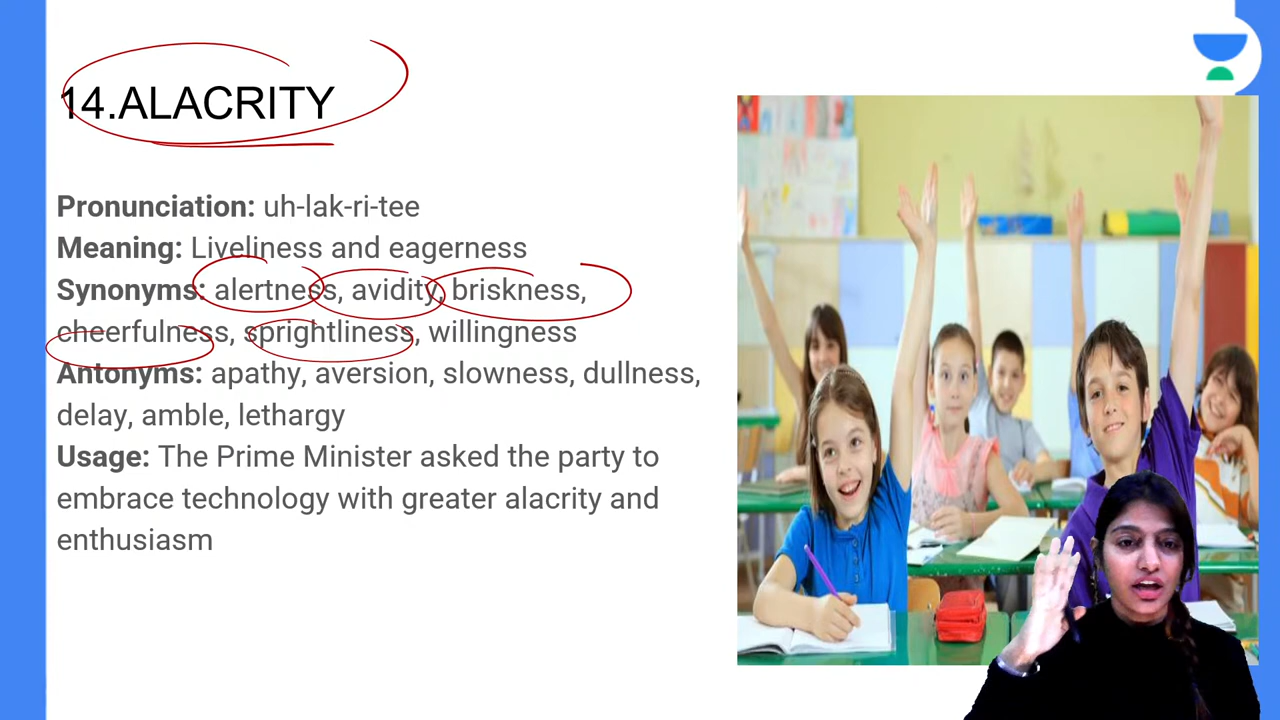 14.ALACRITY
Pronunciation: uh-lak-ri-tee
Meaning: Liveliness and eagerness
Synonyms: alertness, avidity, briskness,
cheerfulness, sprightliness, willingness
Antonyms: apathy, aversion, slowness, dullness,
delay, amble, lethargy
Usage: The Prime Minister asked the party to
embrace technology with greater alacrity and
enthusiasm